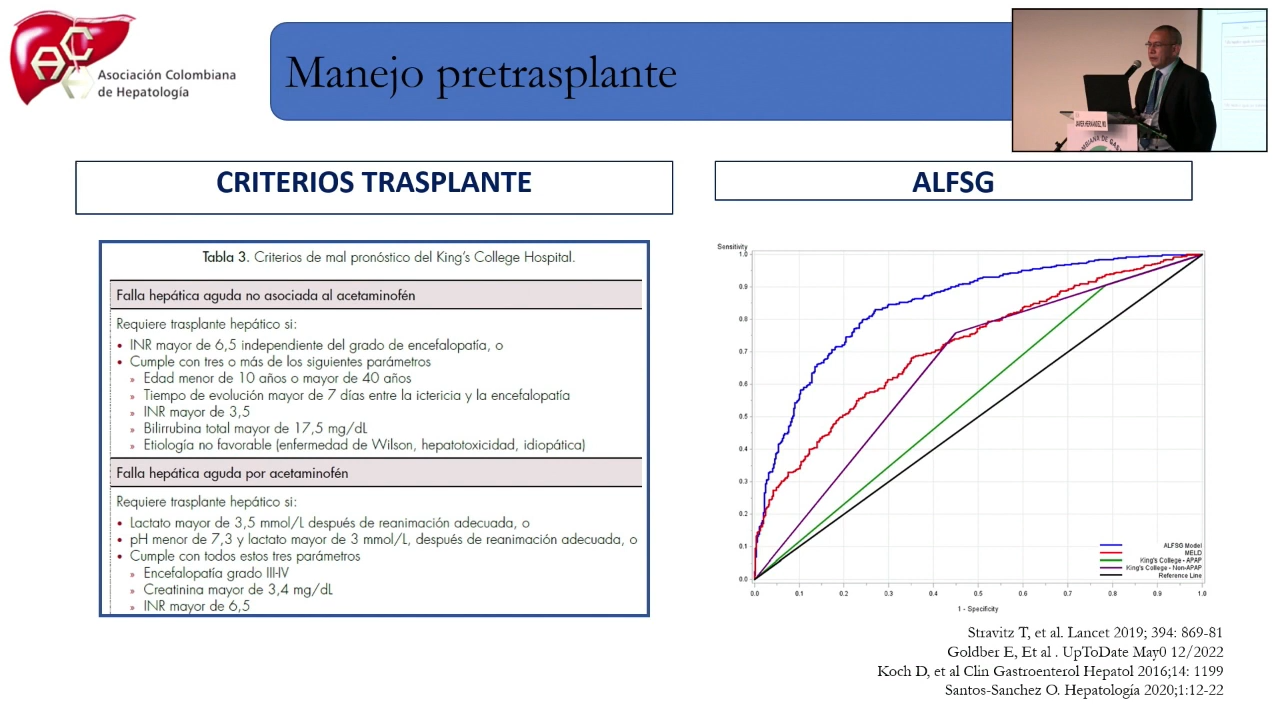 ACH
Asociación Colombiana
de Hepatología
Manejo pretrasplante
JAVIER HERNANDEZ, MD
CRITERIOS TRASPLANTE
ALFSG
Tabla 3. Criterios de mal pronóstico del King's College Hospital.
Falla hepática aguda no asociada al acetaminofén
Requiere trasplante hepático si:
• INR mayor de 6,5 independiente del grado de encefalopatía, o
• Cumple con tres o más de los siguientes parámetros
» Edad menor de 10 años o mayor de 40 años
» Tiempo de evolución mayor de 7 días entre la ictericia y la encefalopatía
» INR mayor de 3,5
» Bilirrubina total mayor de 17,5 mg/dL
» Etiología no favorable (enfermedad de Wilson, hepatotoxicidad, idiopática)
Falla hepática aguda por acetaminofén
Requiere trasplante hepático si:
• Lactato mayor de 3,5 mmol/L después de reanimación adecuada, o
• pH menor de 7,3 y lactato mayor de 3 mmol/L, después de reanimación adecuada, o
• Cumple con todos estos tres parámetros
» Encefalopatía grado III-IV
» Creatinina mayor de 3,4 mg/dL
» INR mayor de 6,5
Sensitivity
1.0
0.9
0.8
0.7
0.6
0.5
0.4
0.3
0.2
0.1
0.0
ALFSG Model
MELD
King's College - APAP
King's College - Non-APAP
Reference Line
0.0 0.1 0.2 0.3 0.4 0.5 0.6 0.7 0.8 0.9 1.0
1 - Specificity
Stravitz T, et al. Lancet 2019; 394: 869-81
Goldber E, Et al . UpToDate May0 12/2022
Koch D, et al Clin Gastroenterol Hepatol 2016;14: 1199
Santos-Sanchez O. Hepatología 2020;1:12-22